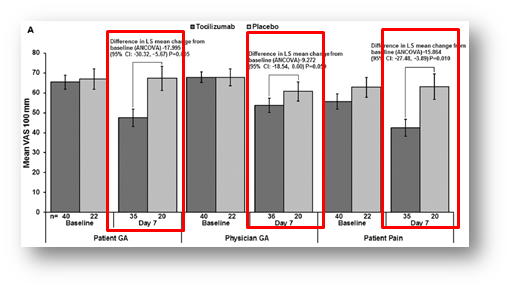 A
Tocilizumab Placebo
Difference in LS mean change from
baseline (ANCOVA)-17.995
(95% CI: -30.32, -5.67) P=0.005
Difference in LS mean change from
baseline (ANCOVA)-9.272
(95% CI: -18.54, 0.00) P=0.050
Difference in LS mean change from
baseline (ANCOVA)-15.864
(95% CI: -27.48, -3.89) P=0.010
Mean VAS 100 mm
80
70
60
50
40
30
20
10
0
n= 40 22 35 20 40 22 36 20 40 22 35 20
Baseline Day 7 Baseline Day 7 Baseline Day 7
Patient GA Physician GA Patient Pain